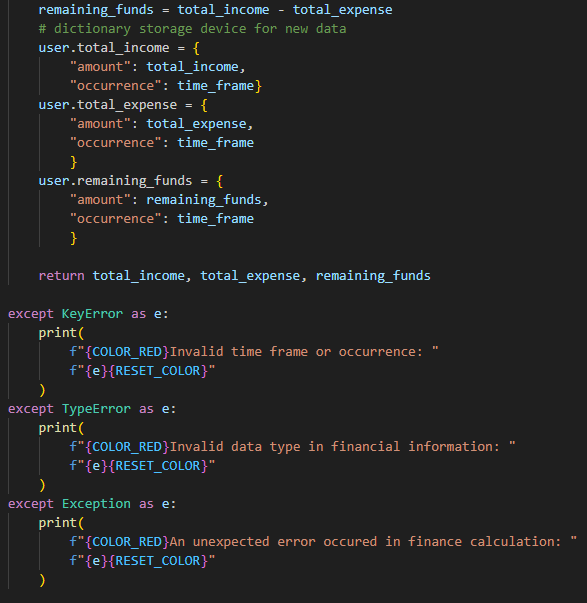 remaining_funds = total_income - total_expense
# dictionary storage device for new data
user.total_income = {
"amount": total_income,
"occurrence": time_frame}
user.total_expense = {
"amount": total_expense,
"occurrence": time_frame
}
user.remaining_funds = {
"amount": remaining_funds,
"occurrence": time_frame
}
return total_income, total_expense, remaining_funds
except KeyError as e:
print(
f"{COLOR_RED}Invalid time frame or occurrence: "
f"{e}{RESET_COLOR}"
)
except TypeError as e:
print(
f"{COLOR_RED}Invalid data type in financial information: "
f"{e}{RESET_COLOR}"
)
except Exception as e:
print(
f"{COLOR_RED}An unexpected error occured in finance calculation: "
f"{e}{RESET_COLOR}"
)